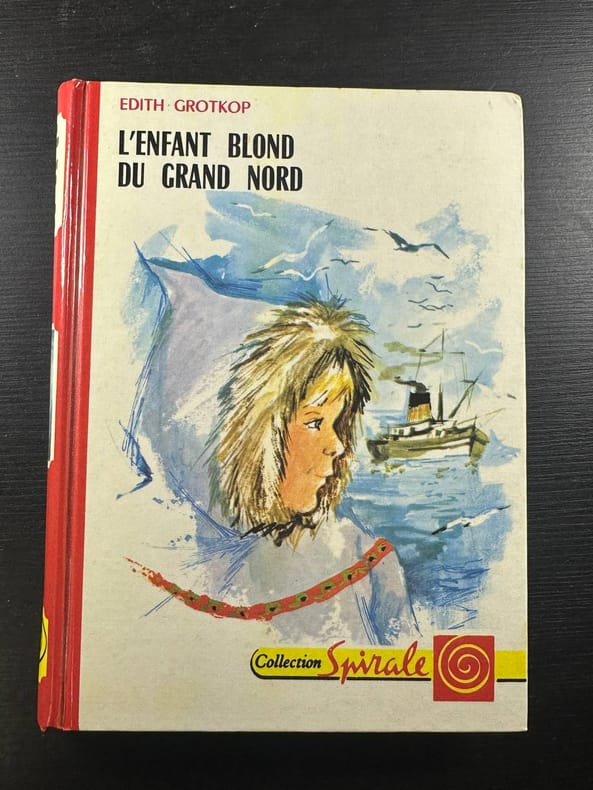 EDITH GROTKOP
L'ENFANT BLOND
DU GRAND NORD
Collection Spirale